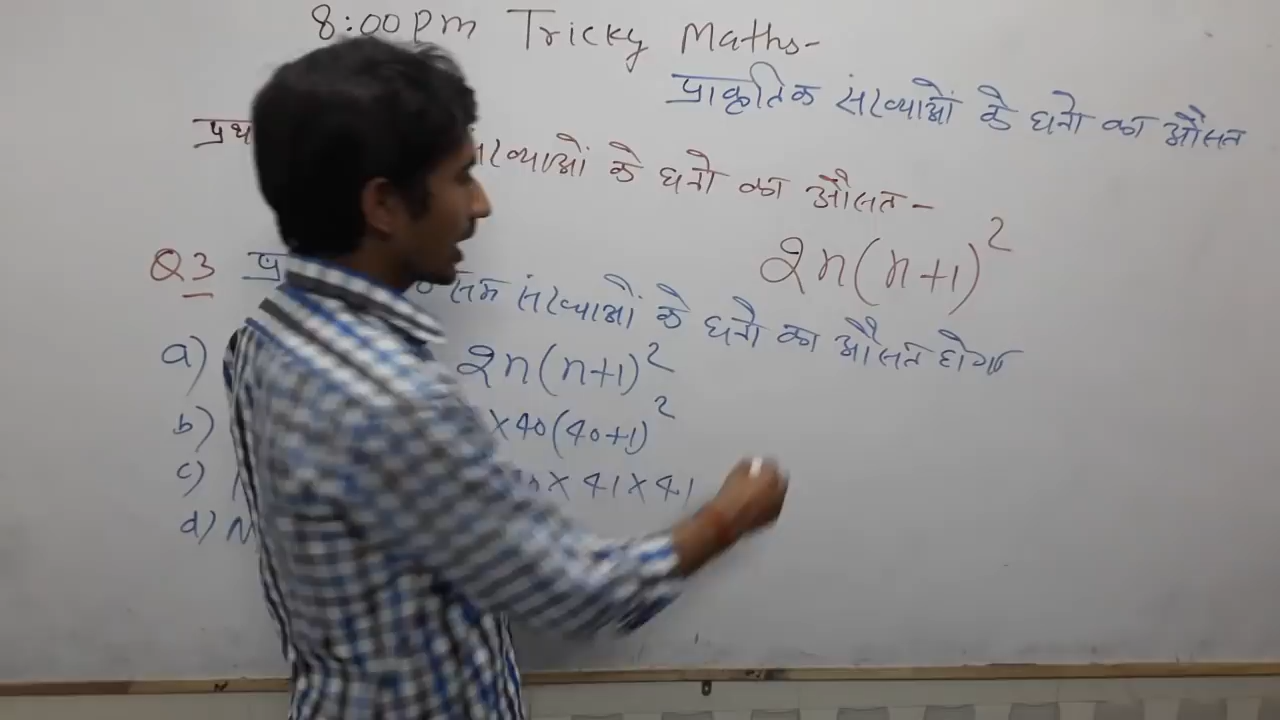 8:00pm Tricky Maths-
प्राकृतिक संख्याओं के घनो का औसत
के घनो का औसत-
2n(n+1)²
Q3 सम संख्याओं के घनो का औसत होगा
a) 2n(n+1)²
b) ×40(40+1)²
c) ×41×41
d)